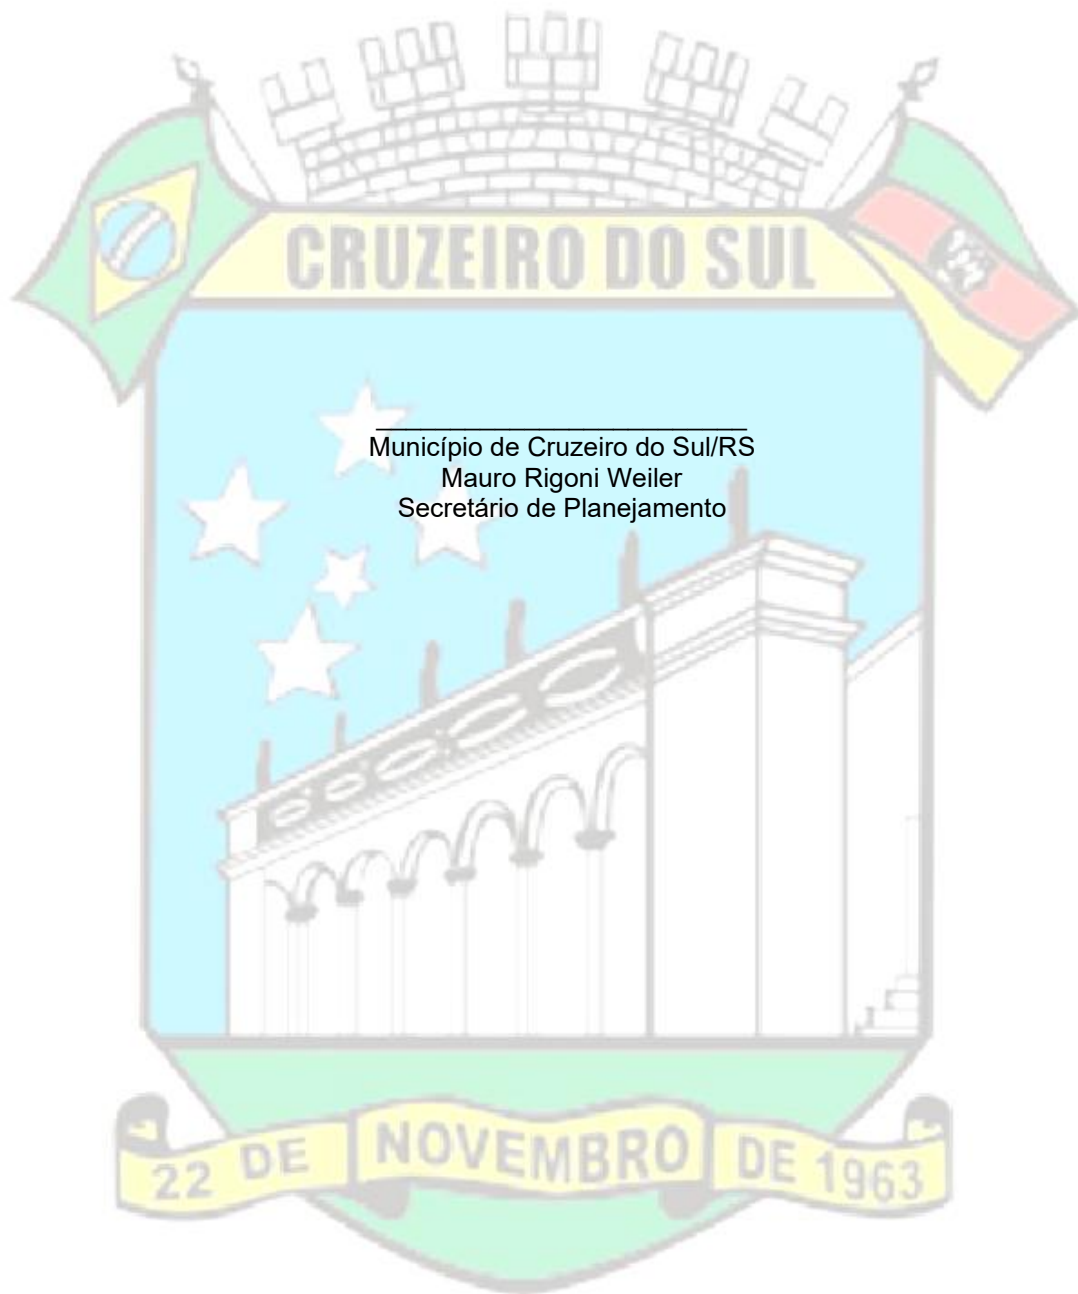 CRUZEIRO DO SUL
Município de Cruzeiro do Sul/RS
Mauro Rigoni Weiler
Secretário de Planejamento
22 DE NOVEMBRO DE 1963